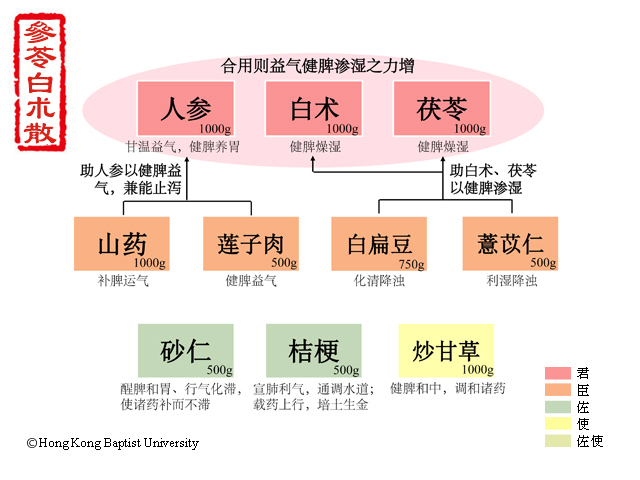 參苓白术散
合用则益气健脾渗湿之力增
人参
1000g
白术
1000g
茯苓
1000g
甘温益气，健脾养胃
健脾燥湿
健脾燥湿
助人参以健脾益
气，兼能止泻
助白术、茯苓
以健脾渗湿
山药
1000g
莲子肉
500g
白扁豆
750g
薏苡仁
500g
补脾运气
健脾益气
化清降浊
利湿降浊
砂仁
500g
桔梗
500g
炒甘草
1000g
醒脾和胃、行气化滞，
使诸药补而不滞
宣肺利气，通调水道；
载药上行，培土生金
健脾和中，调和诸药
君
臣
佐
使
佐使
©Hong Kong Baptist University